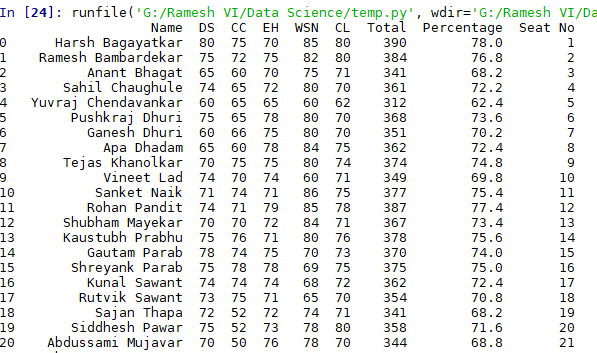 In [24]: runfile('G:/Ramesh VI/Data Science/temp.py', wdir='G:/Ramesh VI/Da
Name DS CC EH WSN CL Total Percentage Seat No
0 Harsh Bagayatkar 80 75 70 85 80 390 78.0 1
1 Ramesh Bambardekar 75 72 75 82 80 384 76.8 2
2 Anant Bhagat 65 60 70 75 71 341 68.2 3
3 Sahil Chaughule 74 65 72 80 70 361 72.2 4
4 Yuvraj Chendavankar 60 65 65 60 62 312 62.4 5
5 Pushkraj Dhuri 75 65 78 80 70 368 73.6 6
6 Ganesh Dhuri 60 66 75 80 70 351 70.2 7
7 Apa Dhadam 65 60 78 84 75 362 72.4 8
8 Tejas Khanolkar 70 75 75 80 74 374 74.8 9
9 Vineet Lad 74 70 74 60 71 349 69.8 10
10 Sanket Naik 71 74 71 86 75 377 75.4 11
11 Rohan Pandit 74 71 79 85 78 387 77.4 12
12 Shubham Mayekar 70 70 72 84 71 367 73.4 13
13 Kaustubh Prabhu 75 76 71 80 76 378 75.6 14
14 Gautam Parab 78 74 75 70 73 370 74.0 15
15 Shreyank Parab 75 78 78 69 75 375 75.0 16
16 Kunal Sawant 74 74 74 68 72 362 72.4 17
17 Rutvik Sawant 73 75 71 65 70 354 70.8 18
18 Sajan Thapa 72 52 72 74 71 341 68.2 19
19 Siddhesh Pawar 75 52 73 78 80 358 71.6 20
20 Abdussami Mujavar 70 50 76 78 70 344 68.8 21